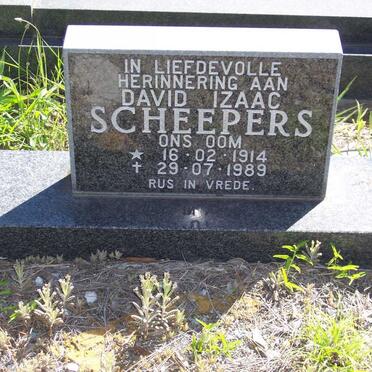 IN LIEFDEVOLLE
HERINNERING AAN
DAVID IZAAC
SCHEEPERS
ONS OOM
★ 16·02·1914
✝ 29·07·1989
RUS IN VREDE.